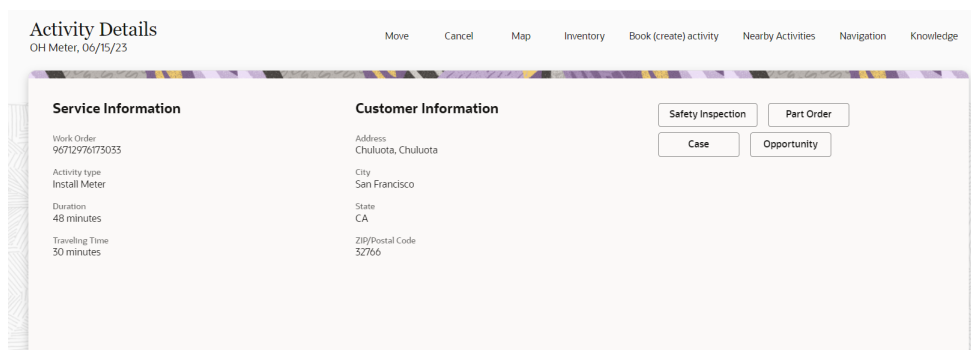 Activity Details
OH Meter, 06/15/23
Move Cancel Map Inventory Book (create) activity Nearby Activities Navigation Knowledge
Service Information
Work Order
96712976173033
Activity type
Install Meter
Duration
48 minutes
Traveling Time
30 minutes
Customer Information
Address
Chuluota, Chuluota
City
San Francisco
State
CA
ZIP/Postal Code
32766
Safety Inspection Part Order
Case Opportunity